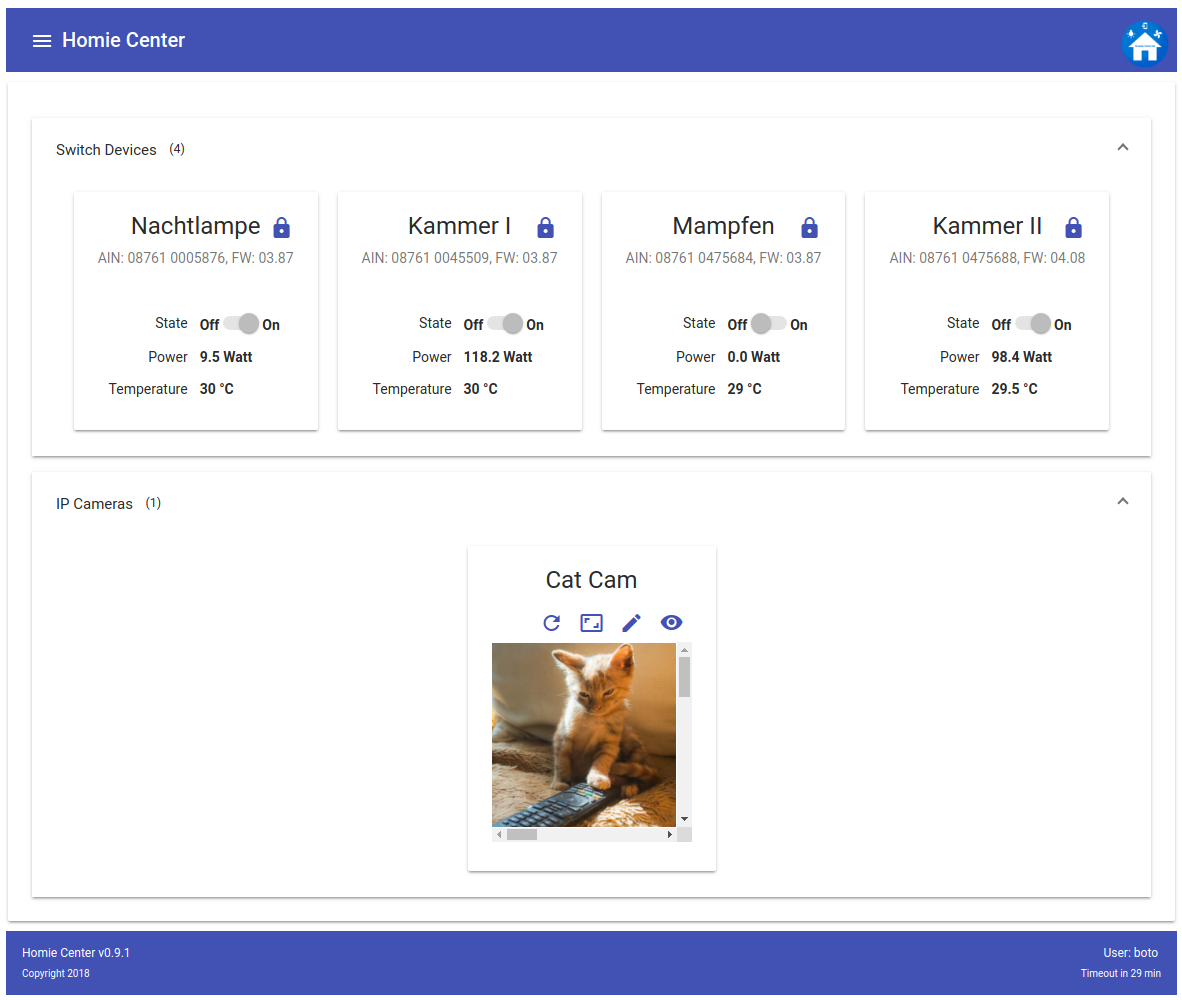 Homie Center
Switch Devices (4)
Nachtlampe
AIN: 08761 0005876, FW: 03.87
State Off On
Power 9.5 Watt
Temperature 30 °C
Kammer I
AIN: 08761 0045509, FW: 03.87
State Off On
Power 118.2 Watt
Temperature 30 °C
Mampfen
AIN: 08761 0475684, FW: 03.87
State Off On
Power 0.0 Watt
Temperature 29 °C
Kammer II
AIN: 08761 0475688, FW: 04.08
State Off On
Power 98.4 Watt
Temperature 29.5 °C
IP Cameras (1)
Cat Cam
Homie Center v0.9.1
Copyright 2018
User: boto
Timeout in 29 min